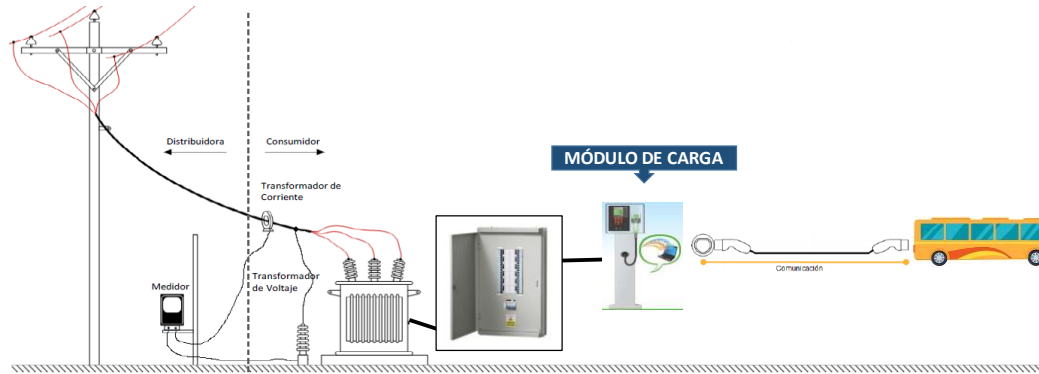 MÓDULO DE CARGA
Distribuidora
Consumidor
Transformador de
Corriente
Transformador
de Voltaje
Medidor
Comunicación